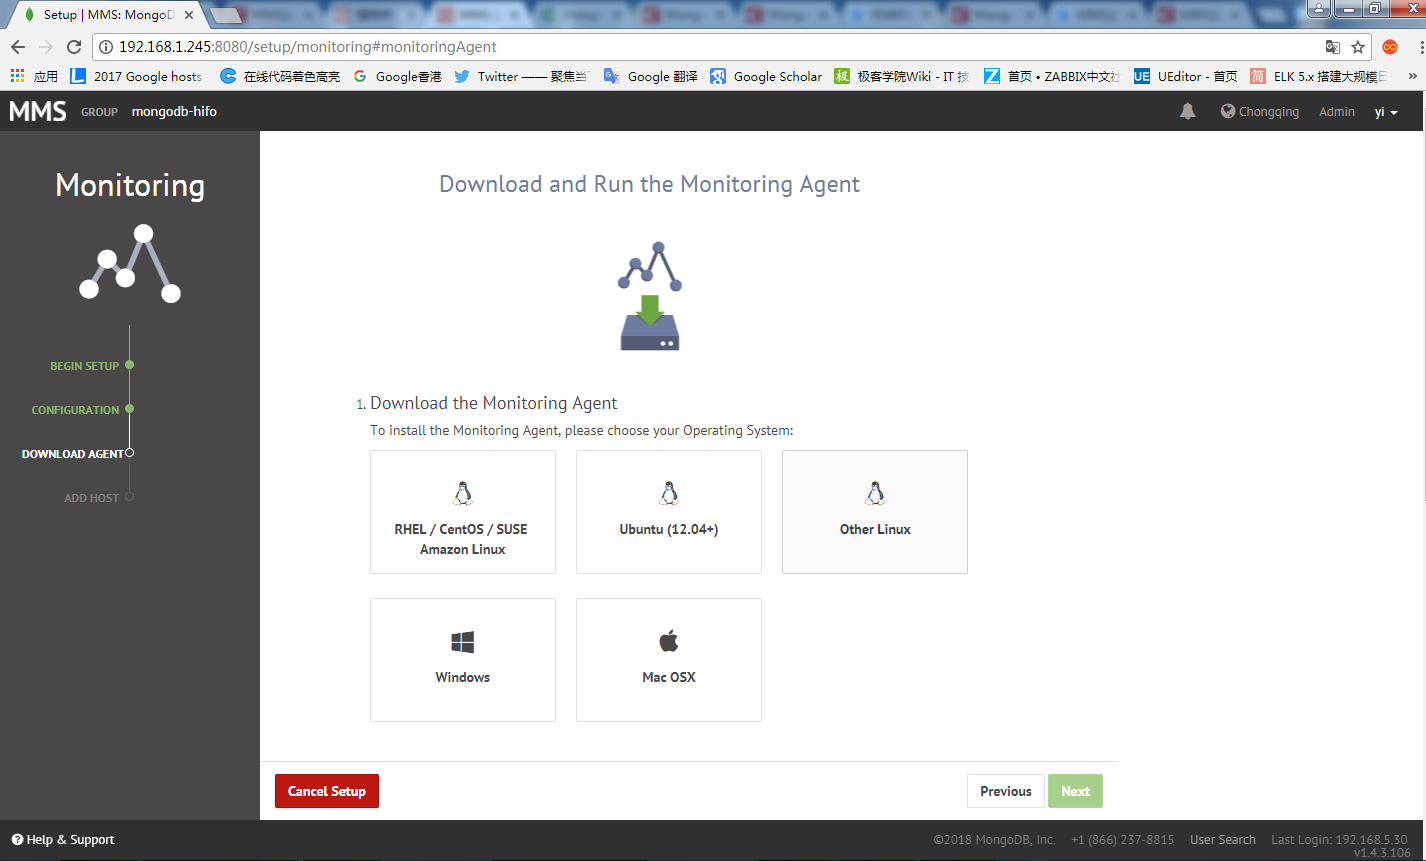 Setup | MMS: MongoD
192.168.1.245:8080/setup/monitoring#monitoringAgent
应用 2017 Google hosts 在线代码着色高亮 Google香港 Twitter —— 聚焦当 Google 翻译 Google Scholar 极客学院Wiki - IT 技 首页 • ZABBIX中文社 UE UEditor - 首页 简 ELK 5.x 搭建大规模日 »
MMS GROUP mongodb-hifo Chongqing Admin yi
Monitoring
BEGIN SETUP
CONFIGURATION
DOWNLOAD AGENT
ADD HOST
Download and Run the Monitoring Agent
1. Download the Monitoring Agent
To install the Monitoring Agent, please choose your Operating System:
RHEL / CentOS / SUSE
Amazon Linux
Ubuntu (12.04+)
Other Linux
Windows
Mac OSX
Cancel Setup Previous Next
Help & Support ©2018 MongoDB, Inc. +1 (866) 237-8815 User Search Last Login: 192.168.5.30
v1.4.3.106